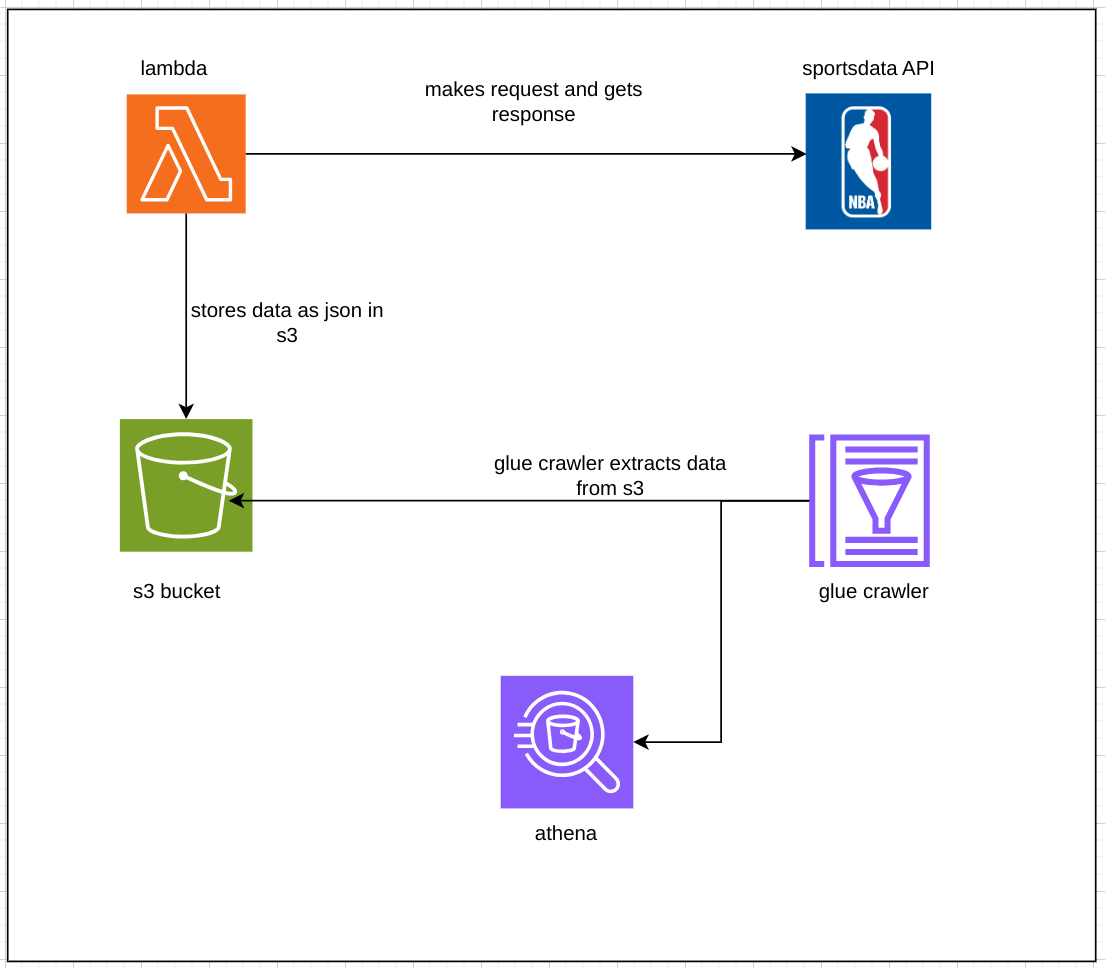 lambda
sportsdata API
makes request and gets
response
NBA
stores data as json in
s3
glue crawler extracts data
from s3
s3 bucket
glue crawler
athena